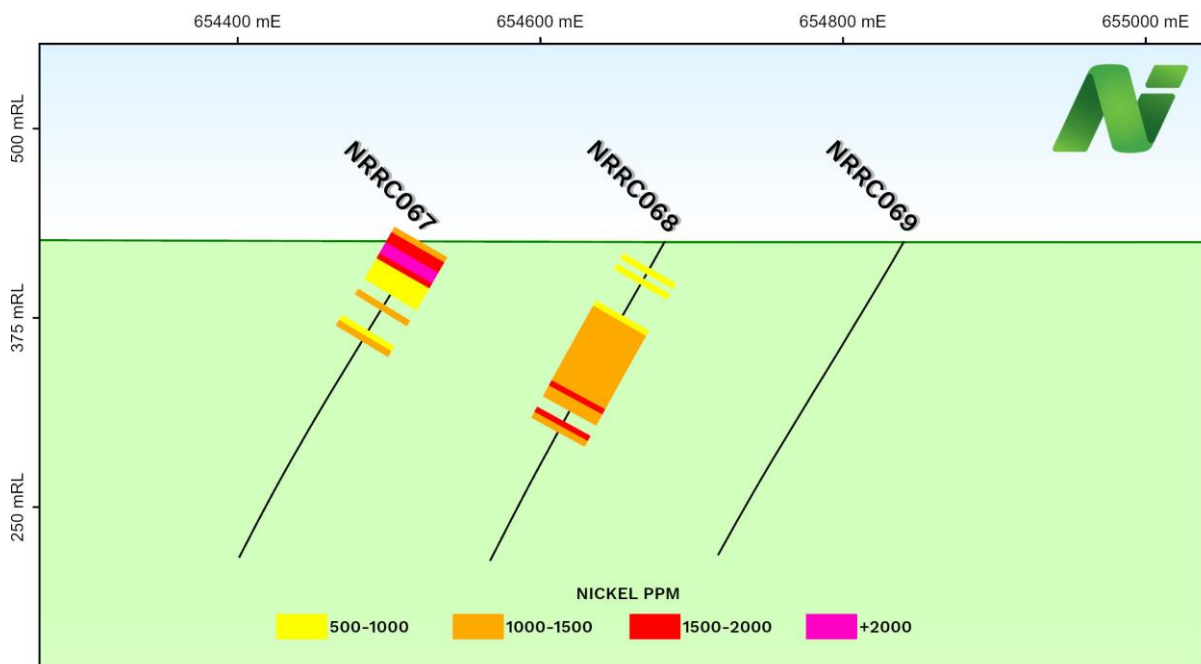 654400 mE
654600 mE
654800 mE
655000 mE
500 mRL
375 mRL
250 mRL
NRRC067
NRRC068
NRRC069
Ni
NICKEL PPM
500-1000
1000-1500
1500-2000
+2000